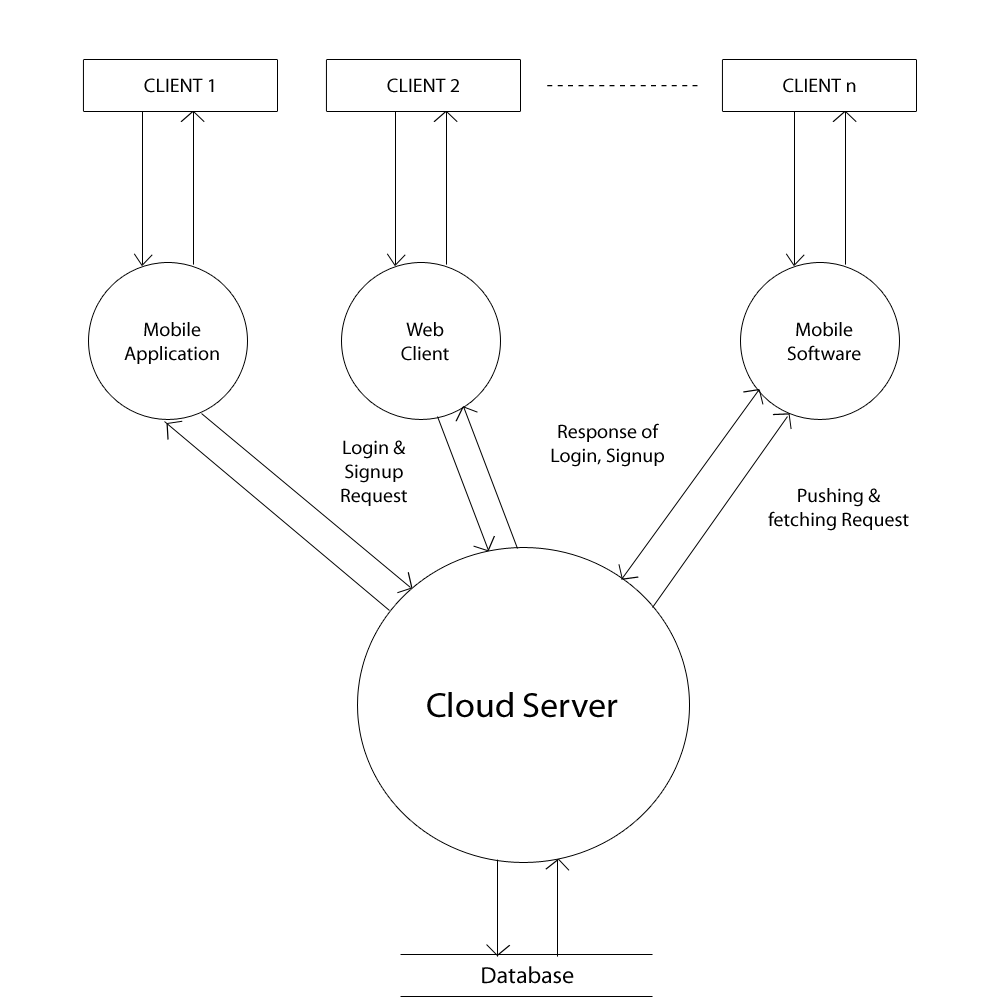 CLIENT 1
CLIENT 2
CLIENT n
Mobile
Application
Web
Client
Mobile
Software
Login &
Signup
Request
Response of
Login, Signup
Pushing &
fetching Request
Cloud Server
Database